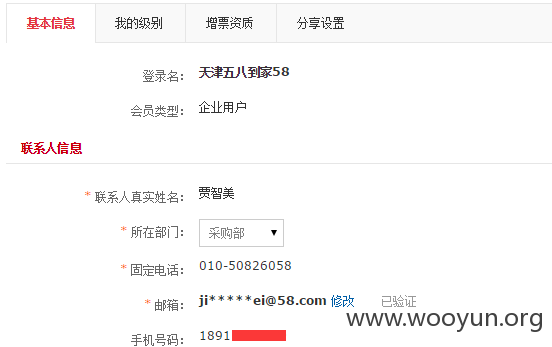 基本信息 我的级别 增票资质 分享设置
登录名： 天津五八到家58
会员类型： 企业用户
联系人信息
* 联系人真实姓名： 贾智美
* 所在部门： 采购部 ▼
* 固定电话： 010-50826058
* 邮箱： ji*****ei@58.com 修改 已验证
www.wooyun.org
手机号码： 1891